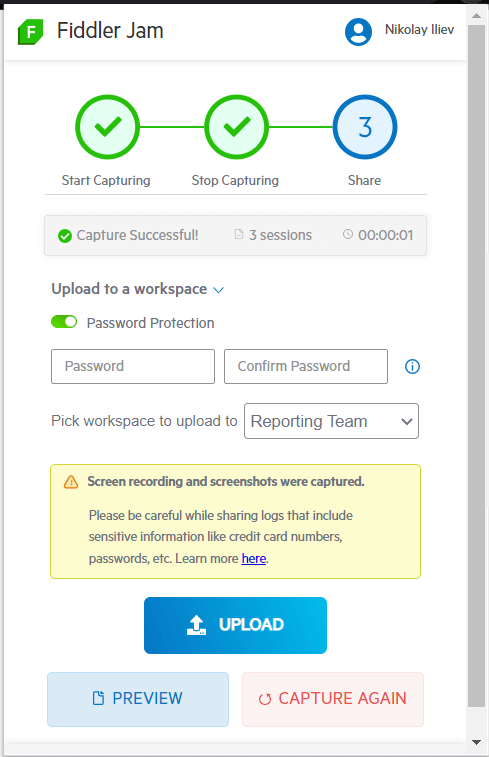 F Fiddler Jam
Nikolay Iliev
3
Start Capturing Stop Capturing Share
Capture Successful! 3 sessions 00:00:01
Upload to a workspace
Password Protection
Password Confirm Password
Pick workspace to upload to Reporting Team
Screen recording and screenshots were captured.
Please be careful while sharing logs that include
sensitive information like credit card numbers,
passwords, etc. Learn more here.
UPLOAD
PREVIEW CAPTURE AGAIN